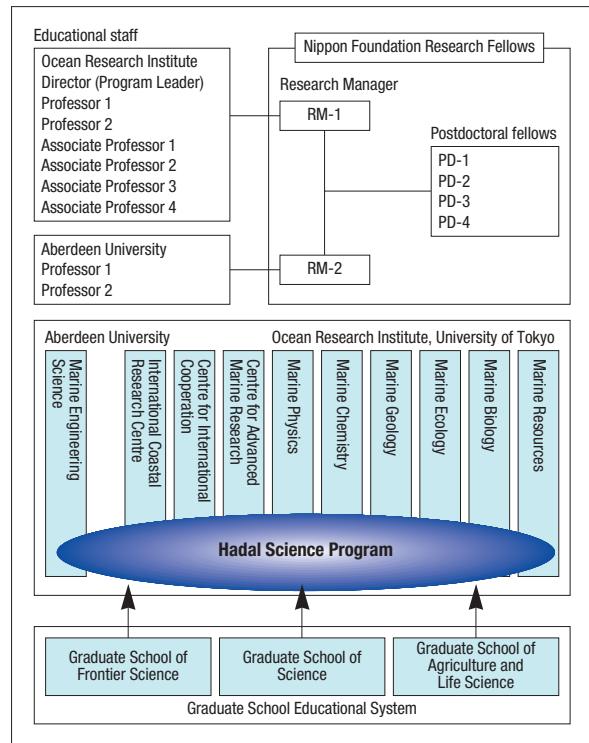 Educational staff
Ocean Research Institute
Director (Program Leader)
Professor 1
Professor 2
Associate Professor 1
Associate Professor 2
Associate Professor 3
Associate Professor 4
Aberdeen University
Professor 1
Professor 2
Nippon Foundation Research Fellows
Research Manager
RM-1
RM-2
Postdoctoral fellows
PD-1
PD-2
PD-3
PD-4
Aberdeen University
Ocean Research Institute, University of Tokyo
Marine Engineering
Science
International Coastal
Research Centre
Centre for International
Cooperation
Centre for Advanced
Marine Research
Marine Physics
Marine Chemistry
Marine Geology
Marine Ecology
Marine Biology
Marine Resources
Hadal Science Program
Graduate School of
Frontier Science
Graduate School of
Science
Graduate School of
Agriculture and
Life Science
Graduate School Educational System